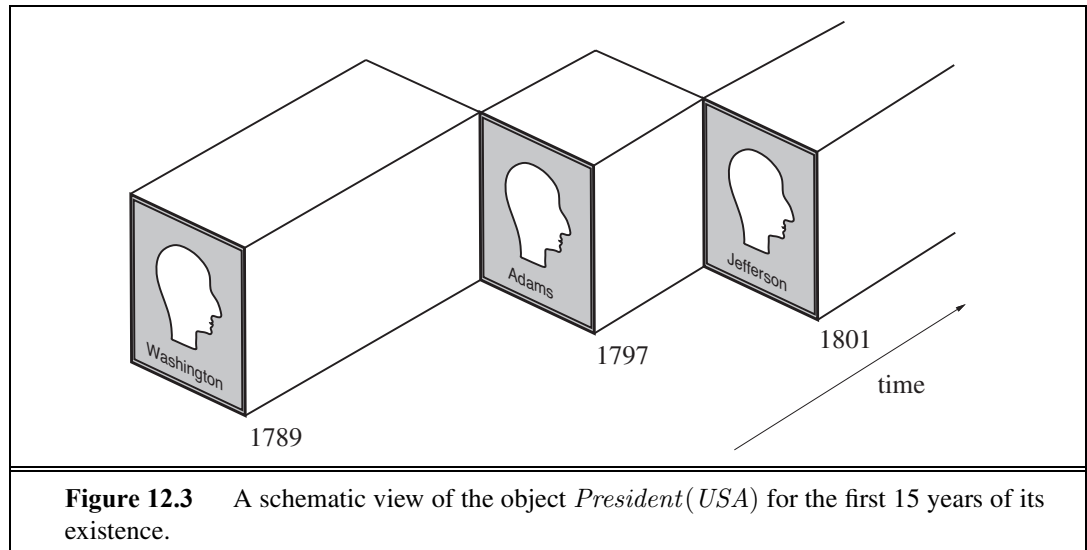 Washington
Adams
Jefferson
1789
1797
1801
time
Figure 12.3 A schematic view of the object President(USA) for the first 15 years of its
existence.